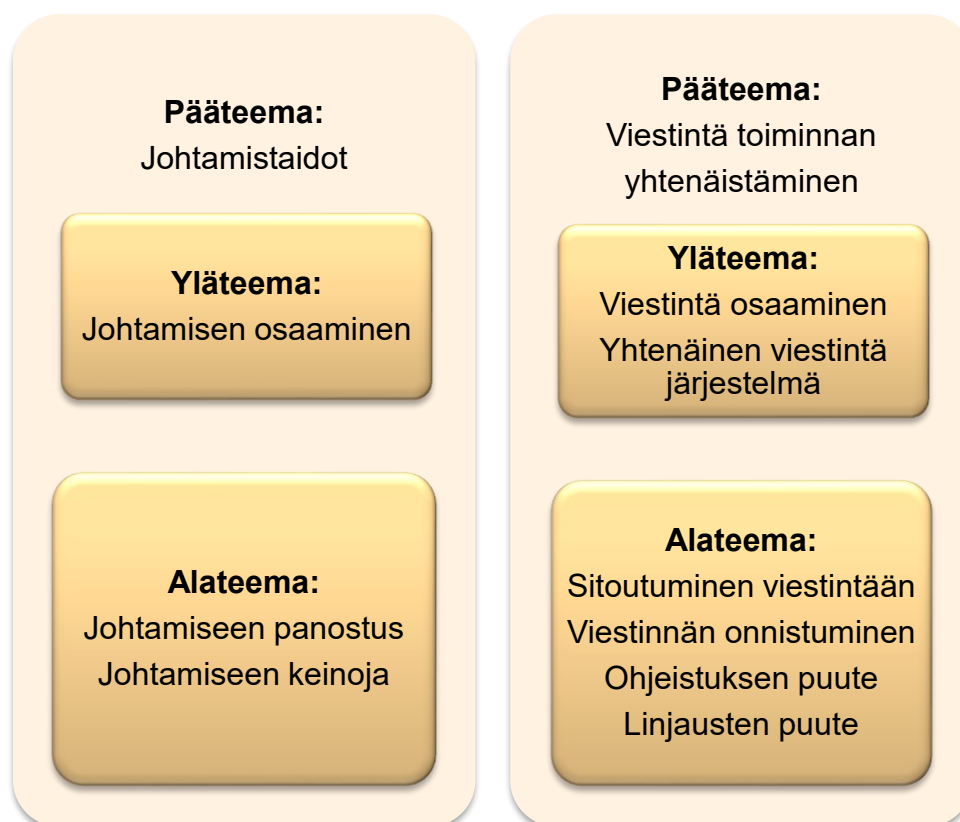 Pääteema:
Johtamistaidot
Yläteema:
Johtamisen osaaminen
Alateema:
Johtamiseen panostus
Johtamiseen keinoja
Pääteema:
Viestintä toiminnan
yhtenäistäminen
Yläteema:
Viestintä osaaminen
Yhtenäinen viestintä
järjestelmä
Alateema:
Sitoutuminen viestintään
Viestinnän onnistuminen
Ohjeistuksen puute
Linjausten puute